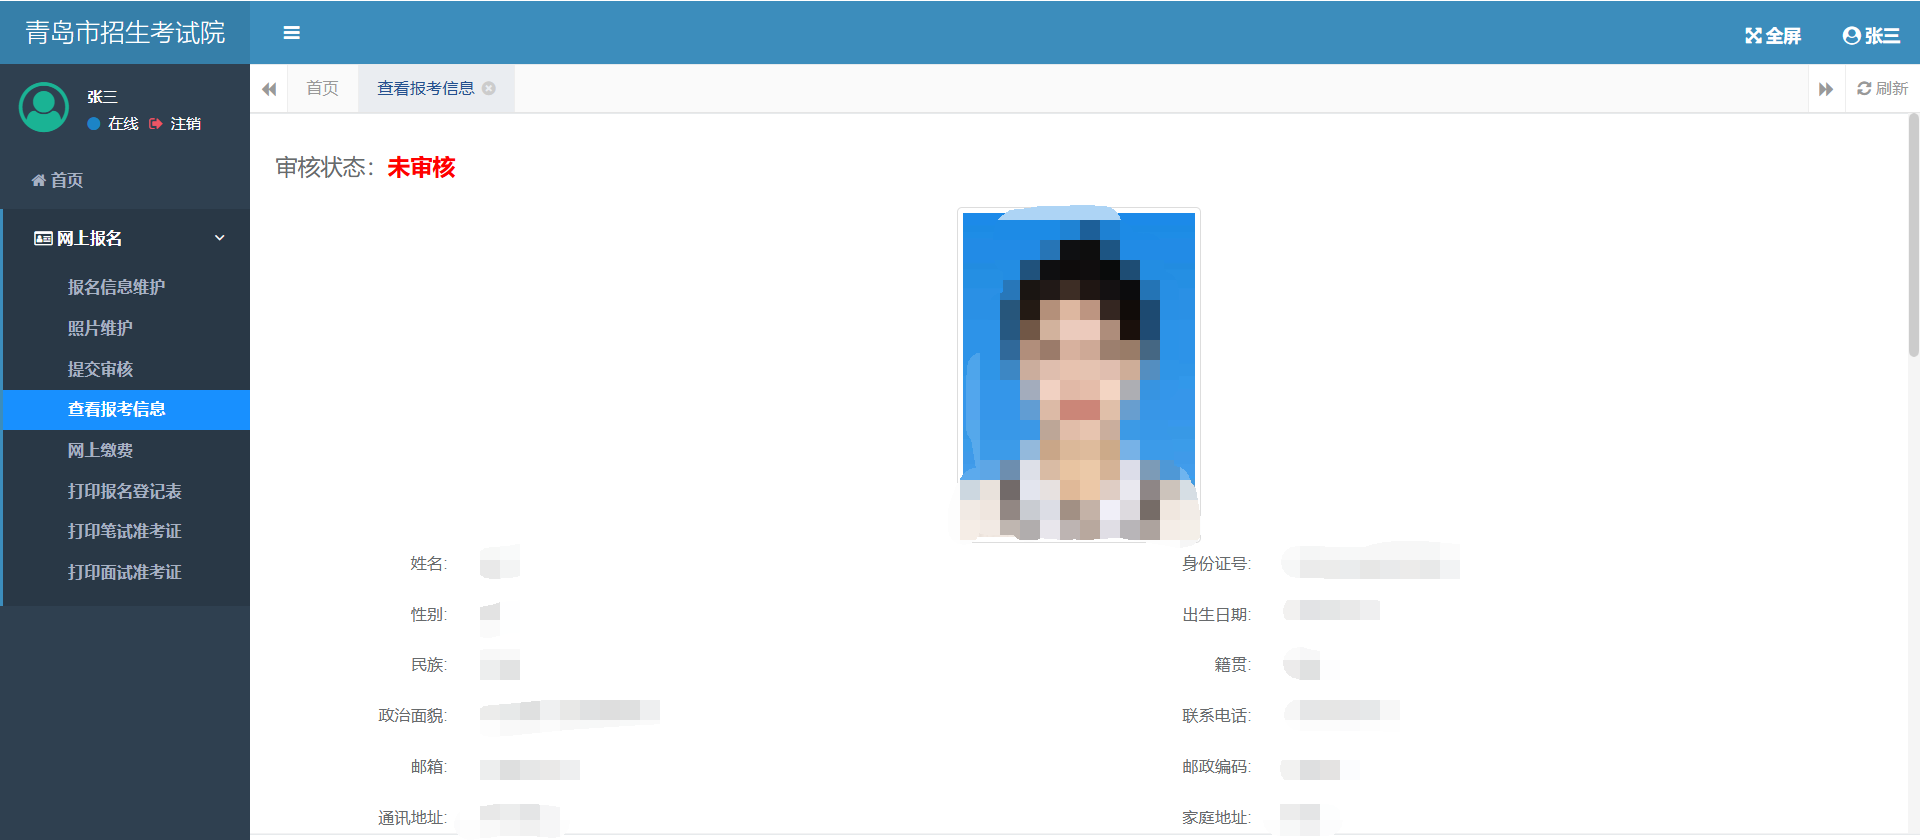 青岛市招生考试院
全屏 张三
张三
在线 注销
首页 查看报考信息 刷新
首页
网上报名
报名信息维护
照片维护
提交审核
查看报考信息
网上缴费
打印报名登记表
打印笔试准考证
打印面试准考证
审核状态：未审核
姓名: 身份证号:
性别: 出生日期:
民族: 籍贯:
政治面貌: 联系电话:
邮箱: 邮政编码:
通讯地址: 家庭地址: